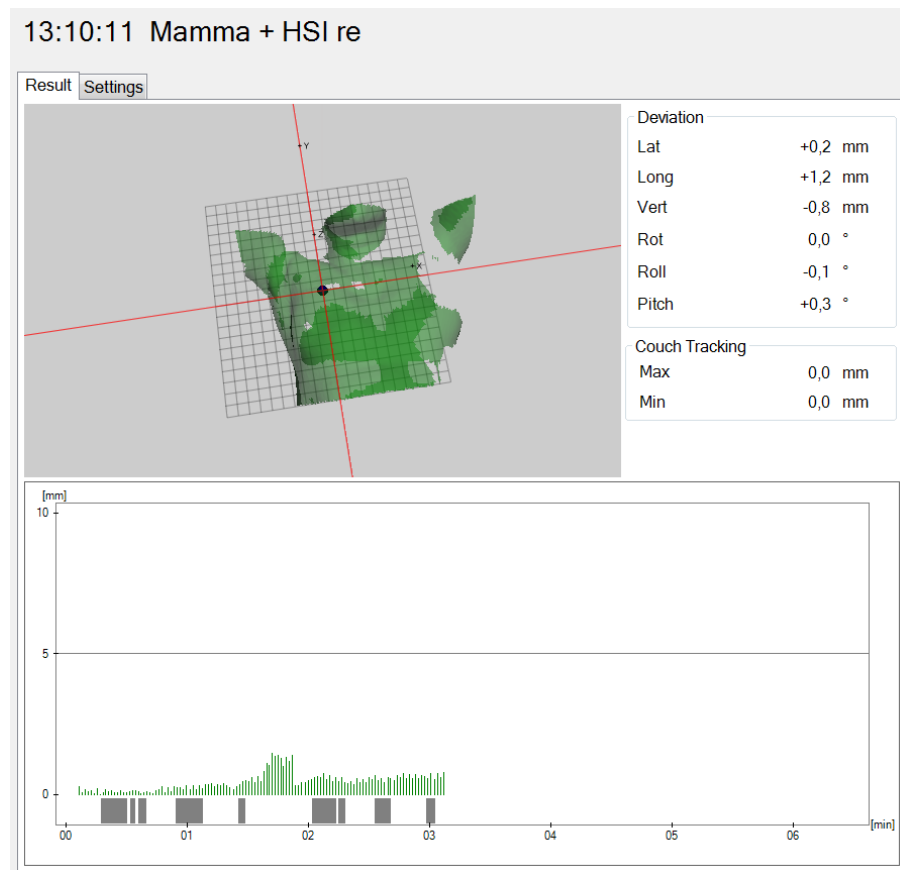 13:10:11 Mamma + HSI re
Result Settings
Y
Z
X
Deviation
Lat +0,2 mm
Long +1,2 mm
Vert -0,8 mm
Rot 0,0 °
Roll -0,1 °
Pitch +0,3 °
Couch Tracking
Max 0,0 mm
Min 0,0 mm
[mm]
10
5
0
00 01 02 03 04 05 06 [min]